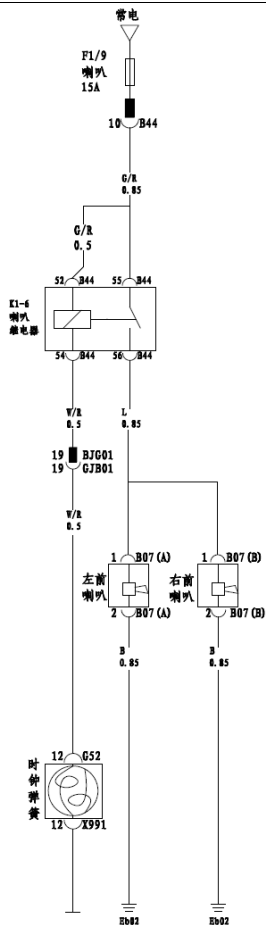 常电
F1/9
喇叭
15A
10 B44
G/R
0.85
G/R
0.5
52 B44 55 B44
K1-6
喇叭
继电器
54 B44 56 B44
W/R
0.5
L
0.85
19 BJG01
19 GJB01
W/R
0.5
1 B07(A) 1 B07(B)
左前
喇叭
右前
喇叭
2 B07(A) 2 B07(B)
B
0.85
B
0.85
12 G52
时
钟
弹
簧
12 X991
Eb02 Eb02